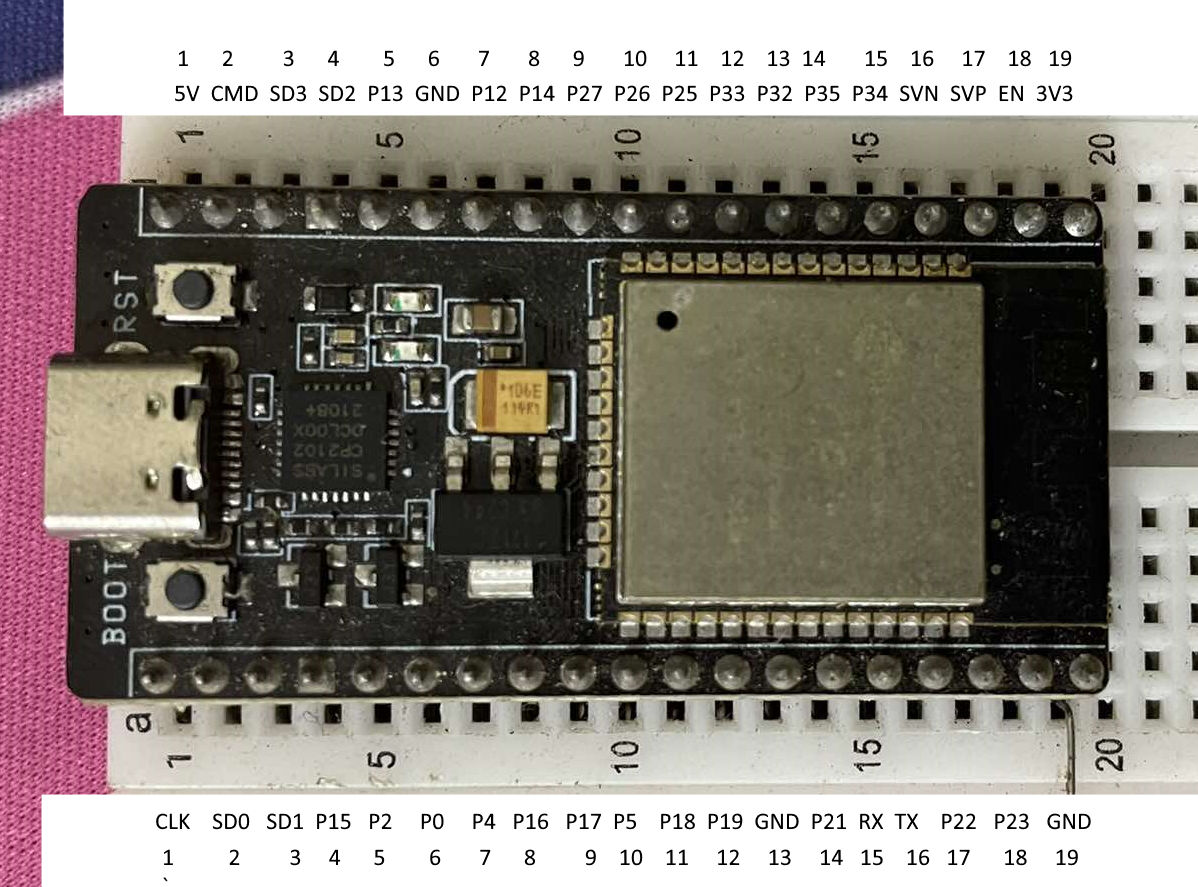 1 2 3 4 5 6 7 8 9 10 11 12 13 14 15 16 17 18 19
5V CMD SD3 SD2 P13 GND P12 P14 P27 P26 P25 P33 P32 P35 P34 SVN SVP EN 3V3
1 5 10 15 20
RST
106E
2108+
DCL00X
CP2102
SILABS
BOOT
a
1 5 10 15 20
CLK SD0 SD1 P15 P2 P0 P4 P16 P17 P5 P18 P19 GND P21 RX TX P22 P23 GND
1 2 3 4 5 6 7 8 9 10 11 12 13 14 15 16 17 18 19
`